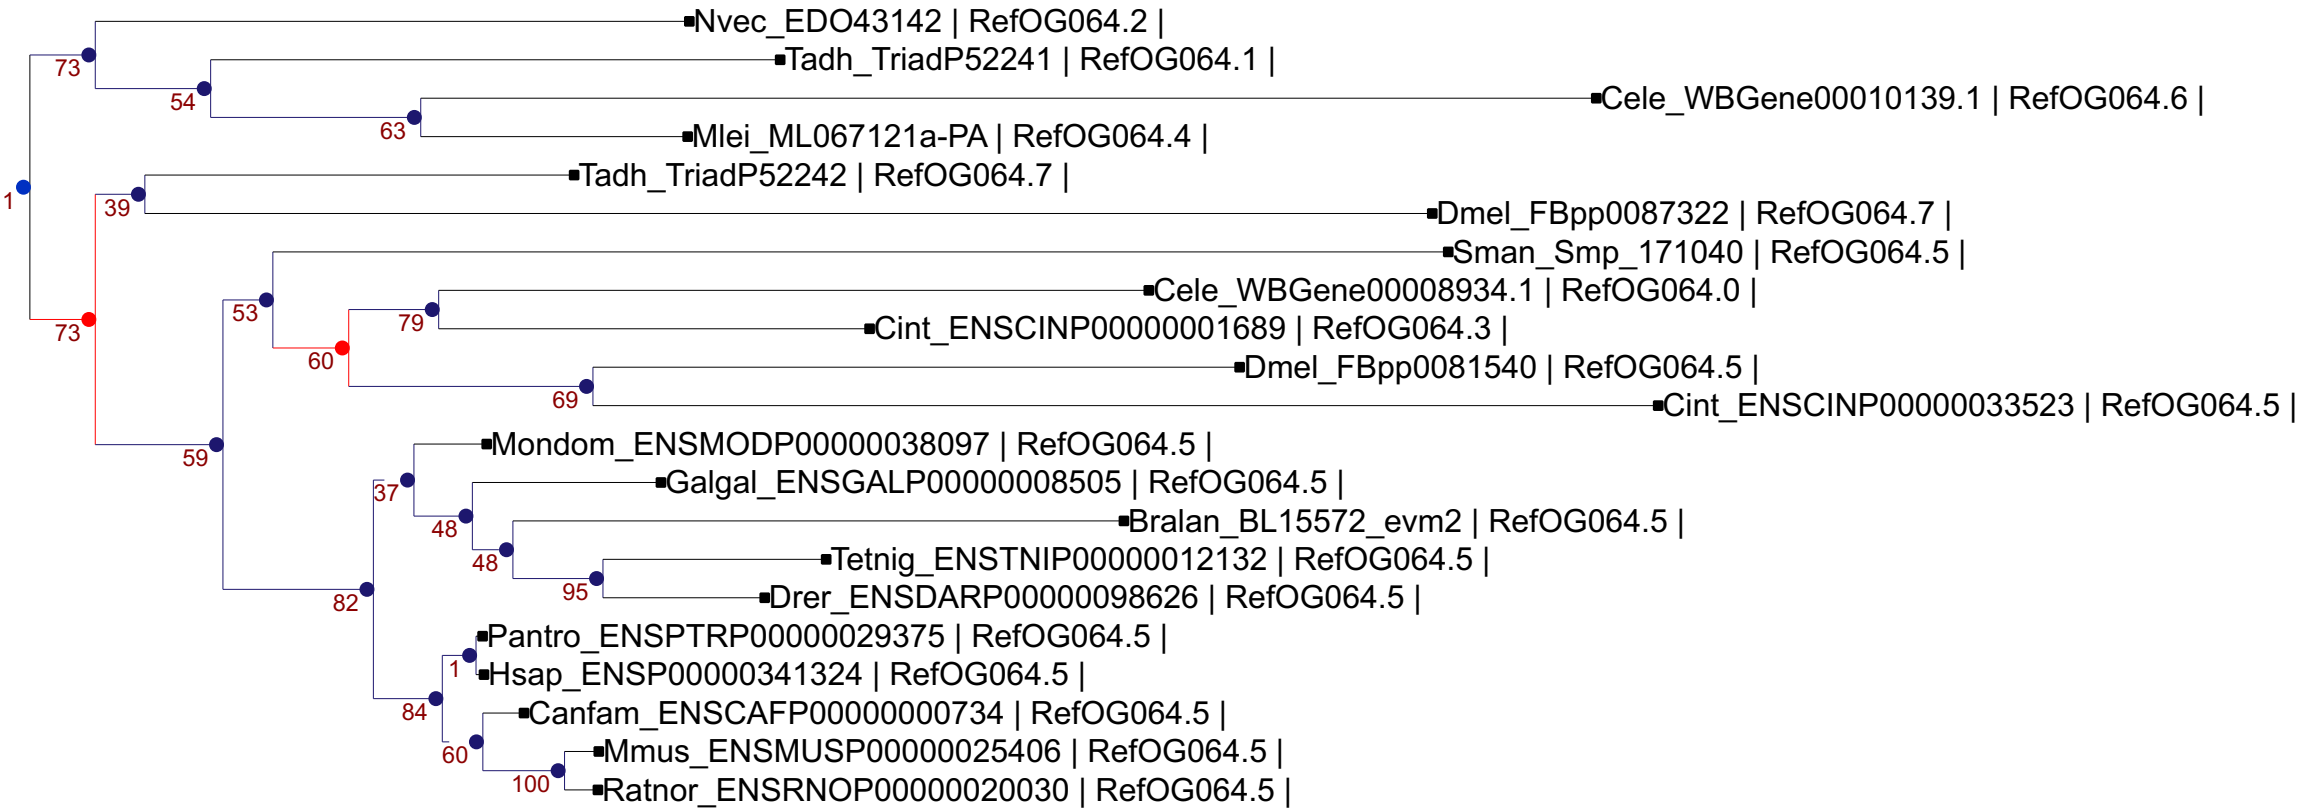 Nvec_EDO43142 | RefOG064.2 |
73
Tadh_TriadP52241 | RefOG064.1 |
54
Cele_WBGene00010139.1 | RefOG064.6 |
63
Mlei_ML067121a-PA | RefOG064.4 |
Tadh_TriadP52242 | RefOG064.7 |
1
39
Dmel_FBpp0087322 | RefOG064.7 |
Sman_Smp_171040 | RefOG064.5 |
Cele_WBGene00008934.1 | RefOG064.0 |
53
79
Cint_ENSCINP00000001689 | RefOG064.3 |
73
60
Dmel_FBpp0081540 | RefOG064.5 |
69
Cint_ENSCINP00000033523 | RefOG064.5 |
Mondom_ENSMODP00000038097 | RefOG064.5 |
59
Galgal_ENSGALP00000008505 | RefOG064.5 |
37
Bralan_BL15572_evm2 | RefOG064.5 |
48
Tetnig_ENSTNIP00000012132 | RefOG064.5 |
48
95
Drer_ENSDARP00000098626 | RefOG064.5 |
82
Pantro_ENSPTRP00000029375 | RefOG064.5 |
1
Hsap_ENSP00000341324 | RefOG064.5 |
84
Canfam_ENSCAFP00000000734 | RefOG064.5 |
60
Mmus_ENSMUSP00000025406 | RefOG064.5 |
100
Ratnor_ENSRNOP00000020030 | RefOG064.5 |